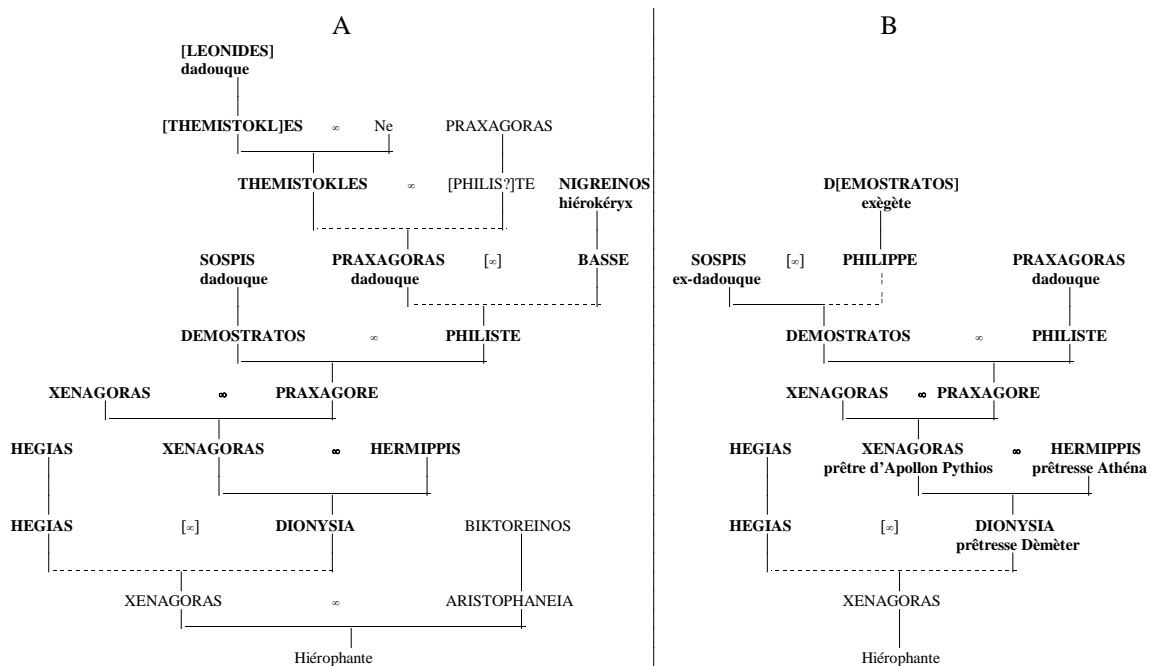 A
B
[LEONIDES]
dadouque
[THEMISTOKL]ES ∞ Ne PRAXAGORAS
THEMISTOKLES ∞ [PHILIS?]TE NIGREINOS
hiérokéryx
D[EMOSTRATOS]
exègète
SOSPIS PRAXAGORAS [∞] BASSE
dadouque dadouque
SOSPIS [∞] PHILIPPE PRAXAGORAS
ex-dadouque dadouque
DEMOSTRATOS ∞ PHILISTE
DEMOSTRATOS ∞ PHILISTE
XENAGORAS ∞ PRAXAGORE
XENAGORAS ∞ PRAXAGORE
HEGIAS XENAGORAS ∞ HERMIPPIS
HEGIAS XENAGORAS ∞ HERMIPPIS
prêtre d'Apollon Pythios prêtresse Athéna
HEGIAS [∞] DIONYSIA BIKTOREINOS
HEGIAS [∞] DIONYSIA
prêtresse Dèmèter
XENAGORAS ∞ ARISTOPHANEIA
XENAGORAS
Hiérophante
Hiérophante